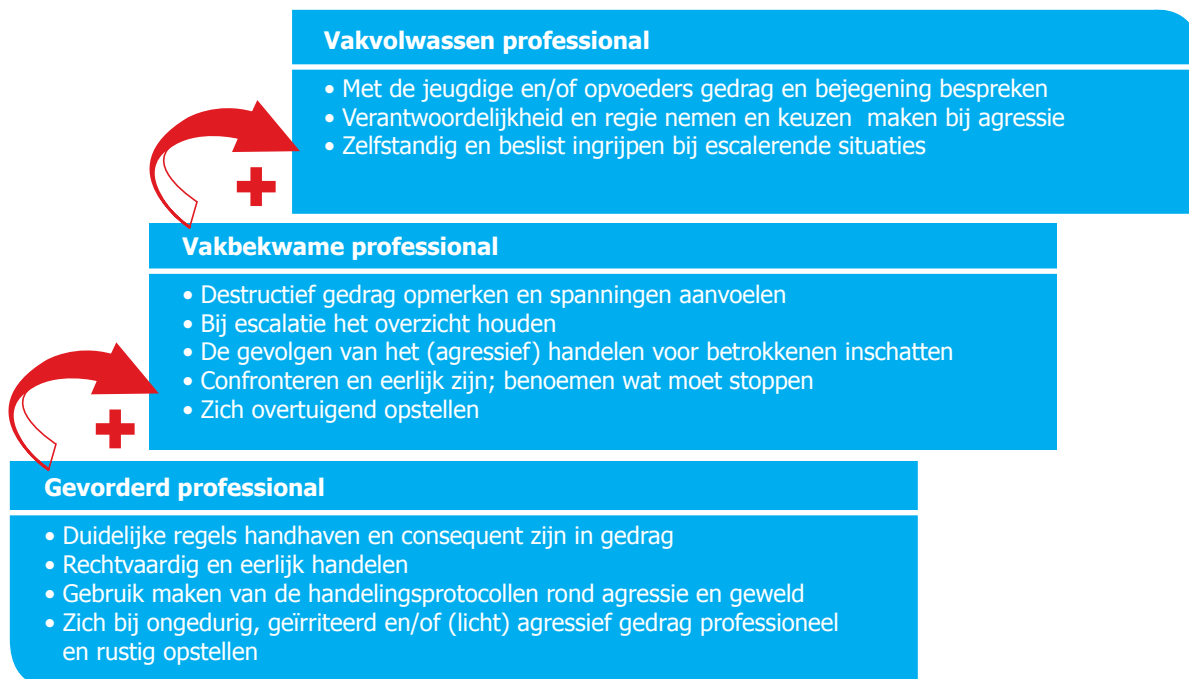 Vakvolwassen professional
• Met de jeugdige en/of opvoeders gedrag en bejegening bespreken
• Verantwoordelijkheid en regie nemen en keuzen  maken bij agressie
• Zelfstandig en beslist ingrijpen bij escalerende situaties
Vakbekwame professional
• Destructief gedrag opmerken en spanningen aanvoelen
• Bij escalatie het overzicht houden
• De gevolgen van het (agressief) handelen voor betrokkenen inschatten
• Confronteren en eerlijk zijn; benoemen wat moet stoppen
• Zich overtuigend opstellen
Gevorderd professional
• Duidelijke regels handhaven en consequent zijn in gedrag
• Rechtvaardig en eerlijk handelen
• Gebruik maken van de handelingsprotocollen rond agressie en geweld
• Zich bij ongedurig, geïrriteerd en/of (licht) agressief gedrag professioneel
en rustig opstellen